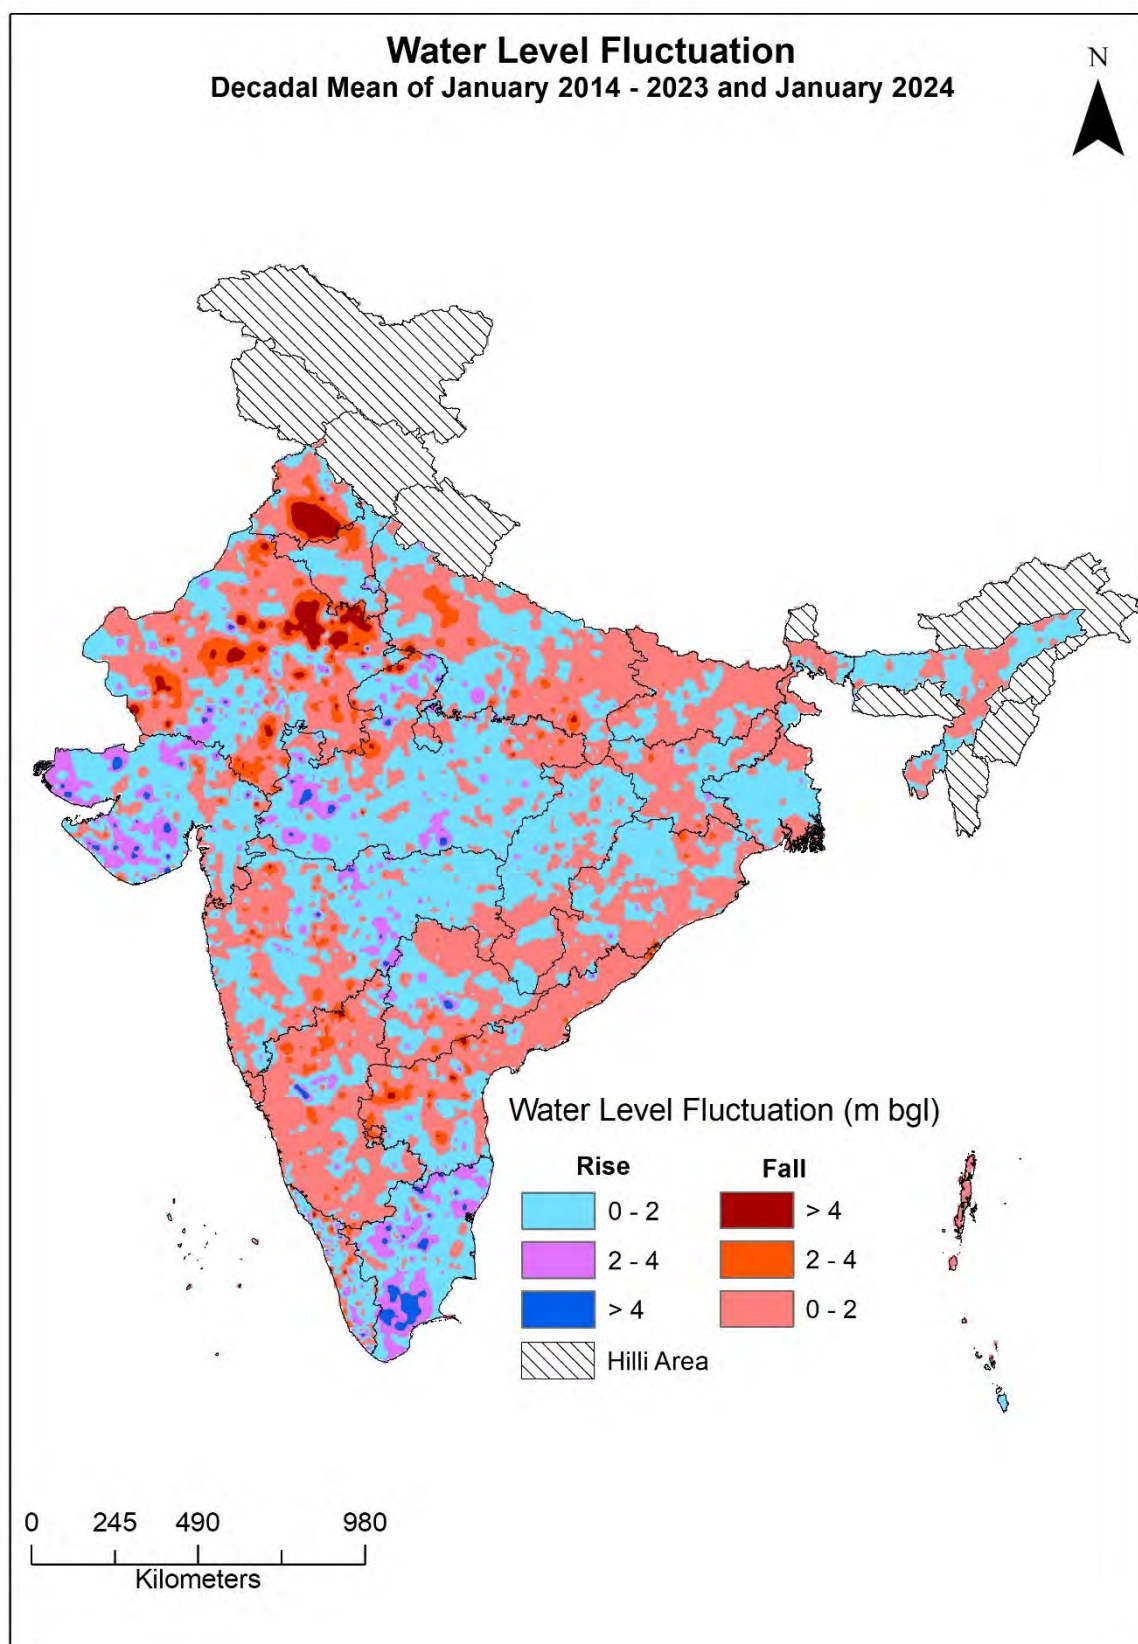 Water Level Fluctuation
Decadal Mean of January 2014 - 2023 and January 2024
N
Water Level Fluctuation (m bgl)
Rise Fall
0 - 2 > 4
2 - 4 2 - 4
> 4 0 - 2
Hilli Area
0 245 490 980
Kilometers